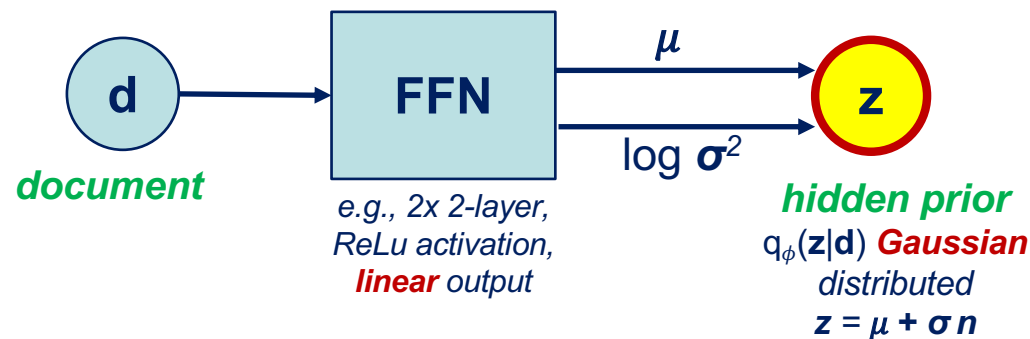 d
document
FFN
e.g., 2x 2-layer,
ReLu activation,
linear output
μ
log σ²
z
hidden prior
qϕ(z|d) Gaussian
distributed
z = μ + σ n